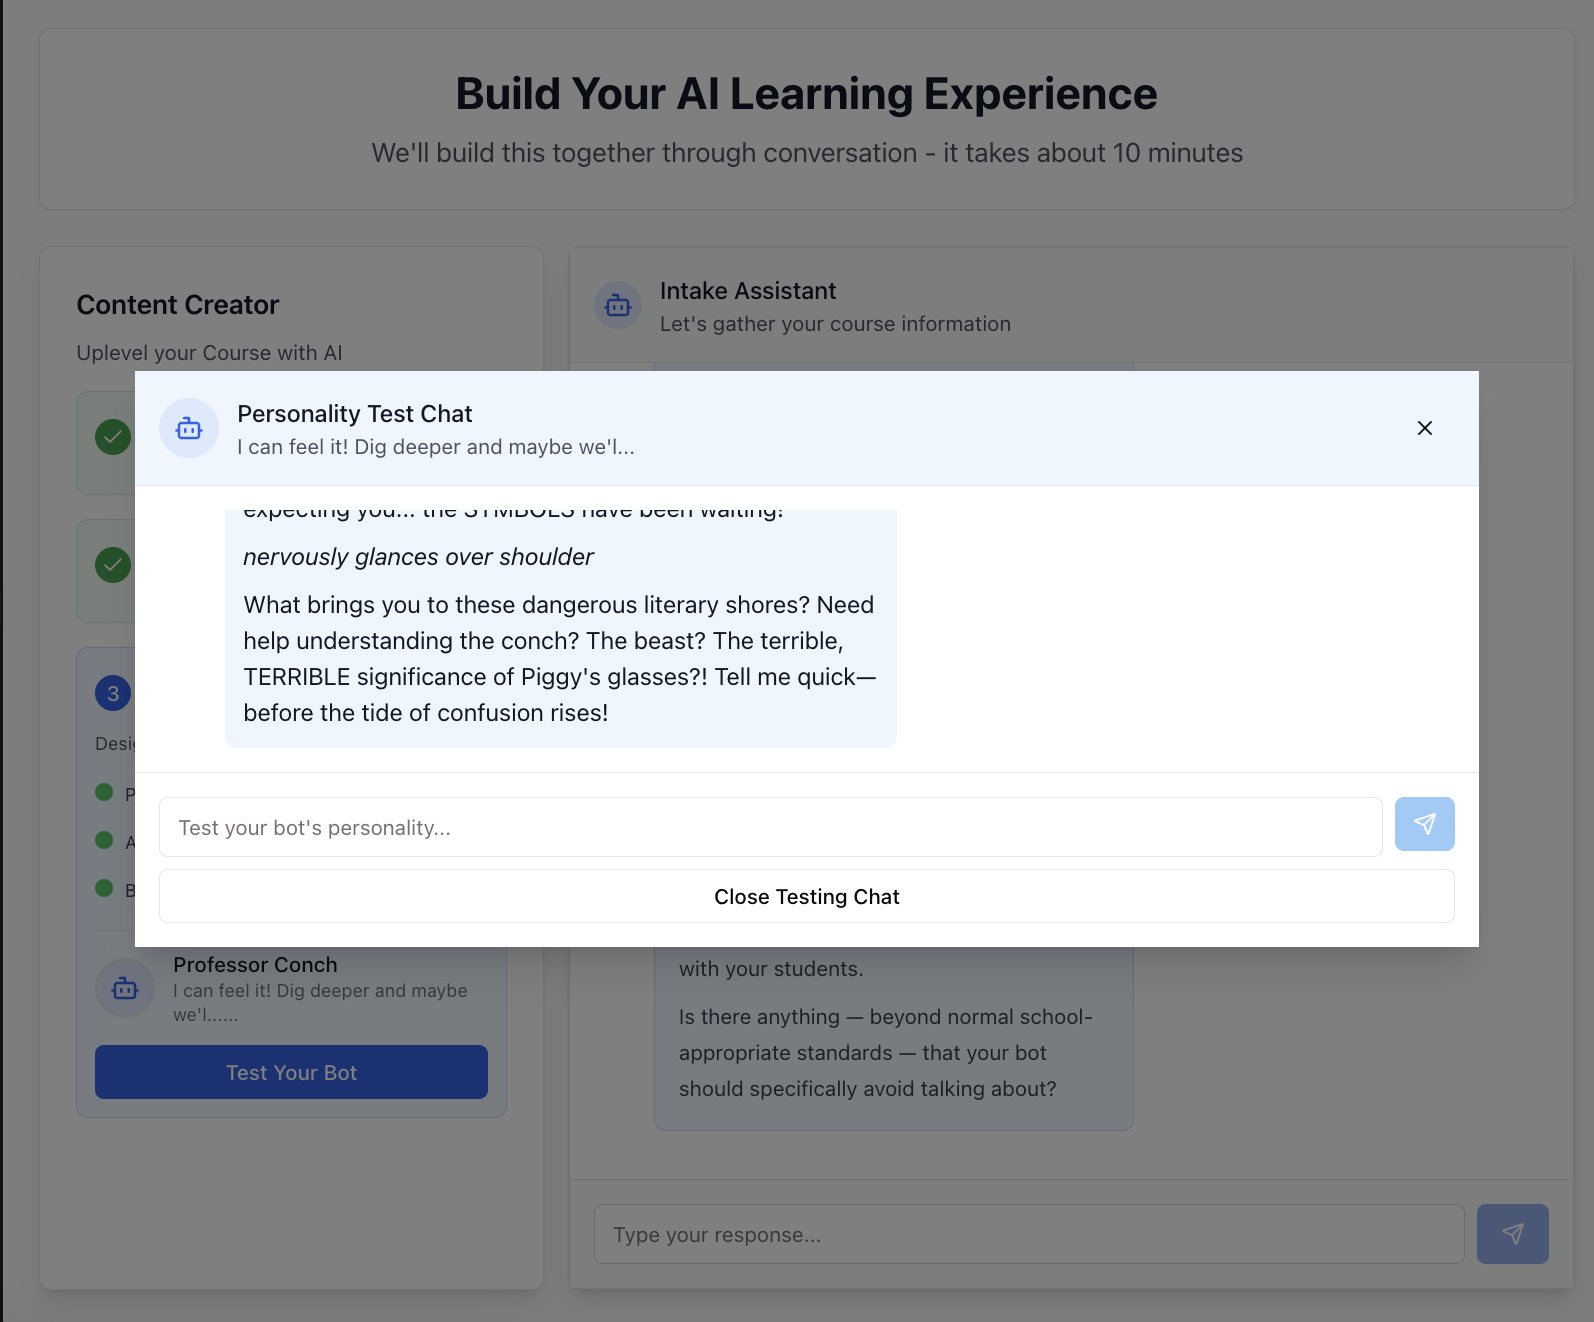 Build Your AI Learning Experience
We'll build this together through conversation - it takes about 10 minutes
Content Creator
Uplevel your Course with AI
3
Desi
P
A
B
Professor Conch
I can feel it! Dig deeper and maybe
we'l......
Test Your Bot
Intake Assistant
Let's gather your course information
Personality Test Chat
I can feel it! Dig deeper and maybe we'l...
expecting you... the SYMBOLS have been waiting!
nervously glances over shoulder
What brings you to these dangerous literary shores? Need
help understanding the conch? The beast? The terrible,
TERRIBLE significance of Piggy's glasses?! Tell me quick—
before the tide of confusion rises!
Test your bot's personality...
Close Testing Chat
with your students.
Is there anything — beyond normal school-
appropriate standards — that your bot
should specifically avoid talking about?
Type your response...